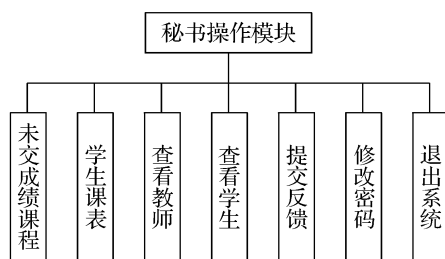 秘书操作模块
未交成绩课程
学生课表
查看教师
查看学生
提交反馈
修改密码
退出系统